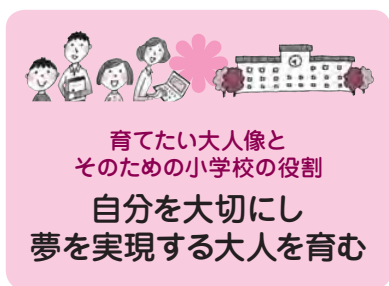 育てたい大人像と
そのための小学校の役割
自分を大切にし
夢を実現する大人を育む